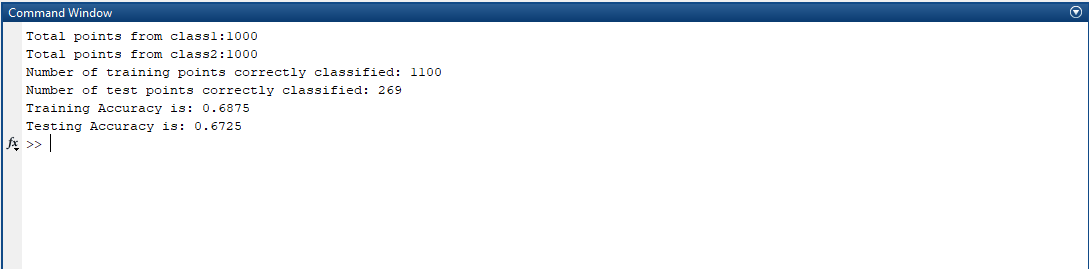 Command Window
Total points from class1:1000
Total points from class2:1000
Number of training points correctly classified: 1100
Number of test points correctly classified: 269
Training Accuracy is: 0.6875
Testing Accuracy is: 0.6725
fx >>